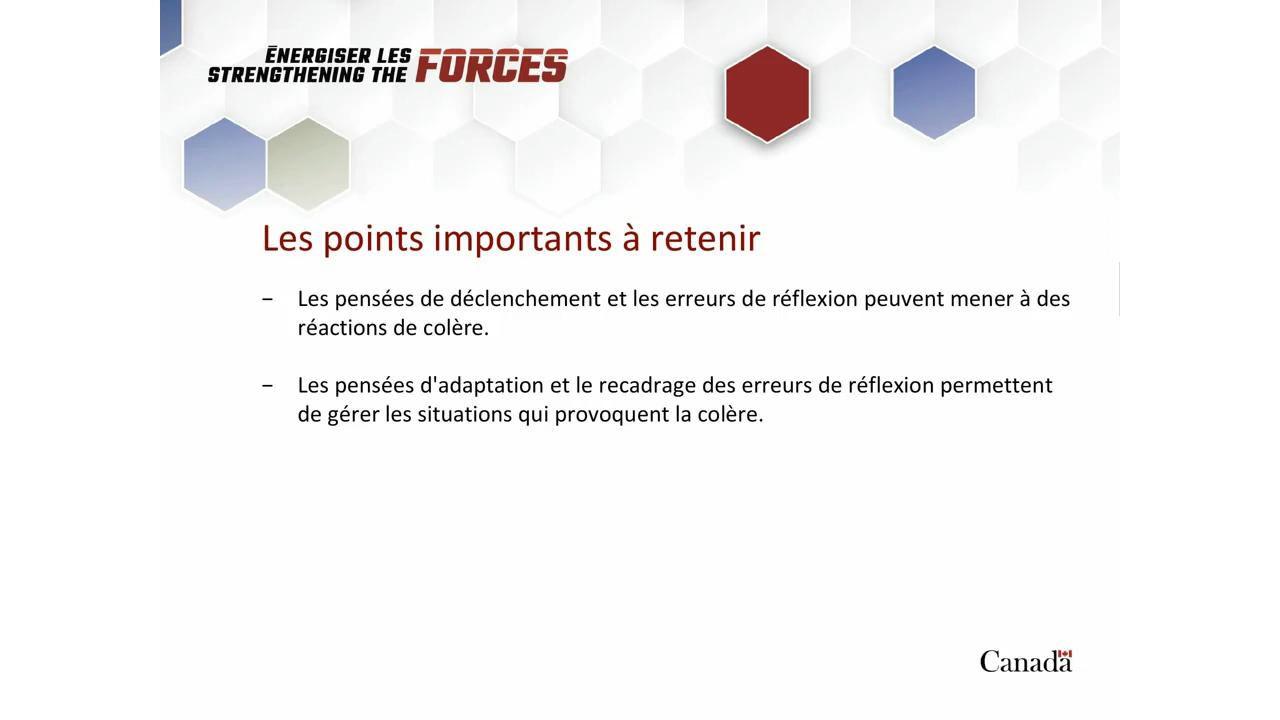 ÉNERGISER LES
STRENGTHENING THE FORCES
Les points importants à retenir
– Les pensées de déclenchement et les erreurs de réflexion peuvent mener à des
réactions de colère.
– Les pensées d'adaptation et le recadrage des erreurs de réflexion permettent
de gérer les situations qui provoquent la colère.
Canada